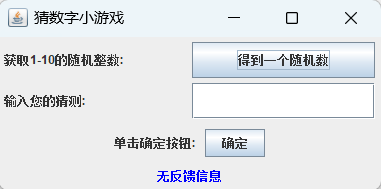 猜数字小游戏
获取1-10的随机整数: 得到一个随机数
输入您的猜测:
单击确定按钮: 确定
无反馈信息